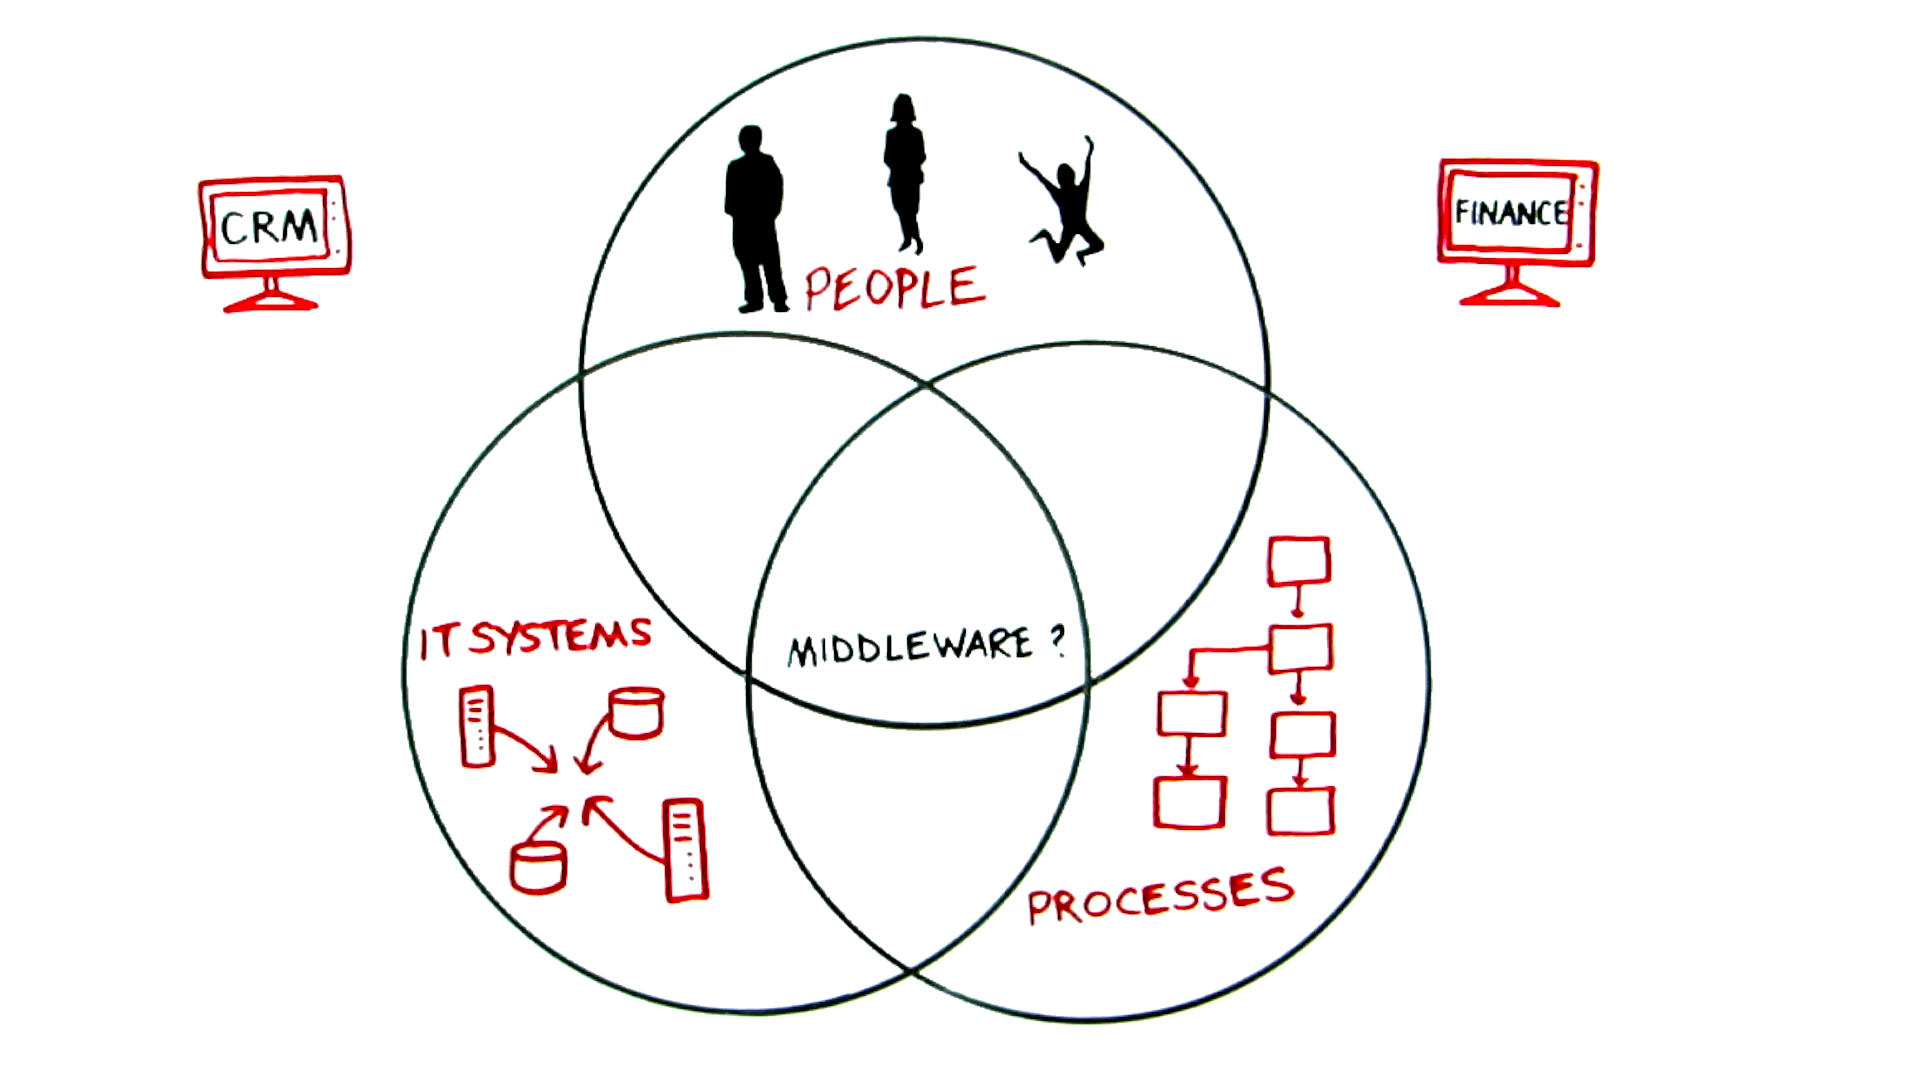 CRM
FINANCE
PEOPLE
IT SYSTEMS
MIDDLEWARE ?
PROCESSES